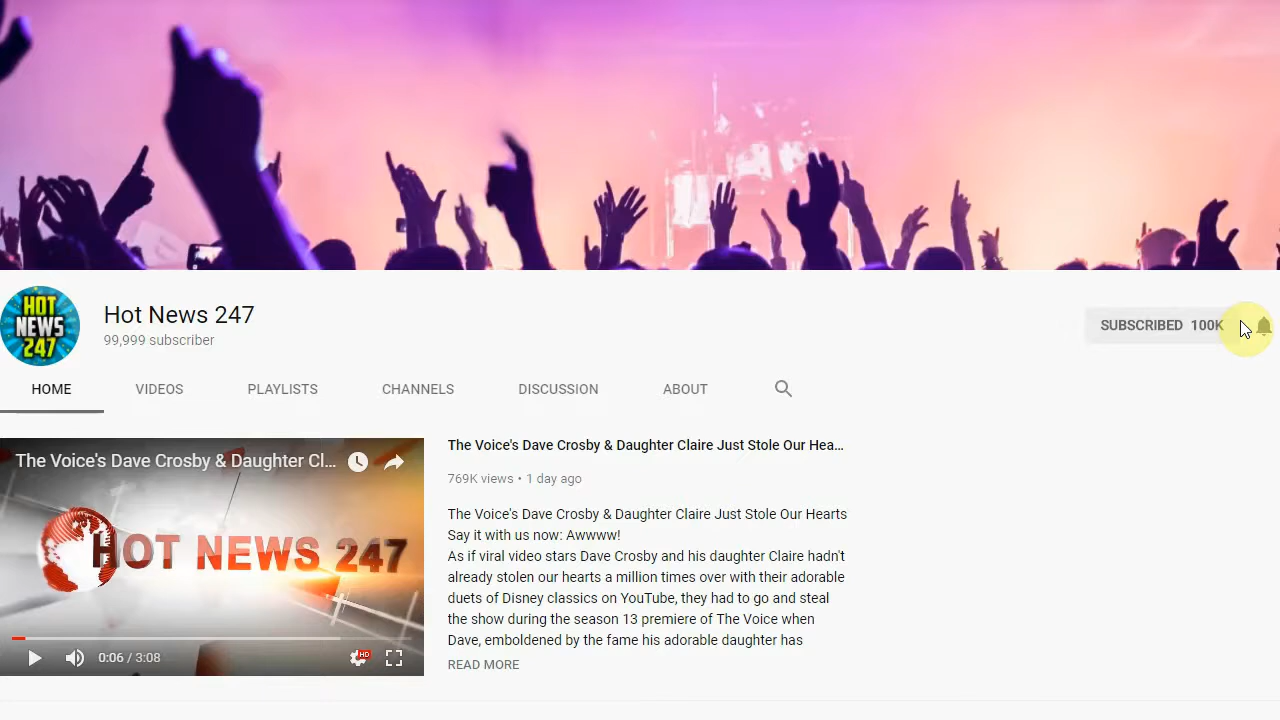 HOT
NEWS
247
Hot News 247
99,999 subscriber
SUBSCRIBED 100K
HOME VIDEOS PLAYLISTS CHANNELS DISCUSSION ABOUT
The Voice's Dave Crosby & Daughter Cl...
HOT NEWS 247
0:06 / 3:08
HD
The Voice's Dave Crosby & Daughter Claire Just Stole Our Hea...
769K views • 1 day ago
The Voice's Dave Crosby & Daughter Claire Just Stole Our Hearts
Say it with us now: Awwww!
As if viral video stars Dave Crosby and his daughter Claire hadn't
already stolen our hearts a million times over with their adorable
duets of Disney classics on YouTube, they had to go and steal
the show during the season 13 premiere of The Voice when
Dave, emboldened by the fame his adorable daughter has
READ MORE